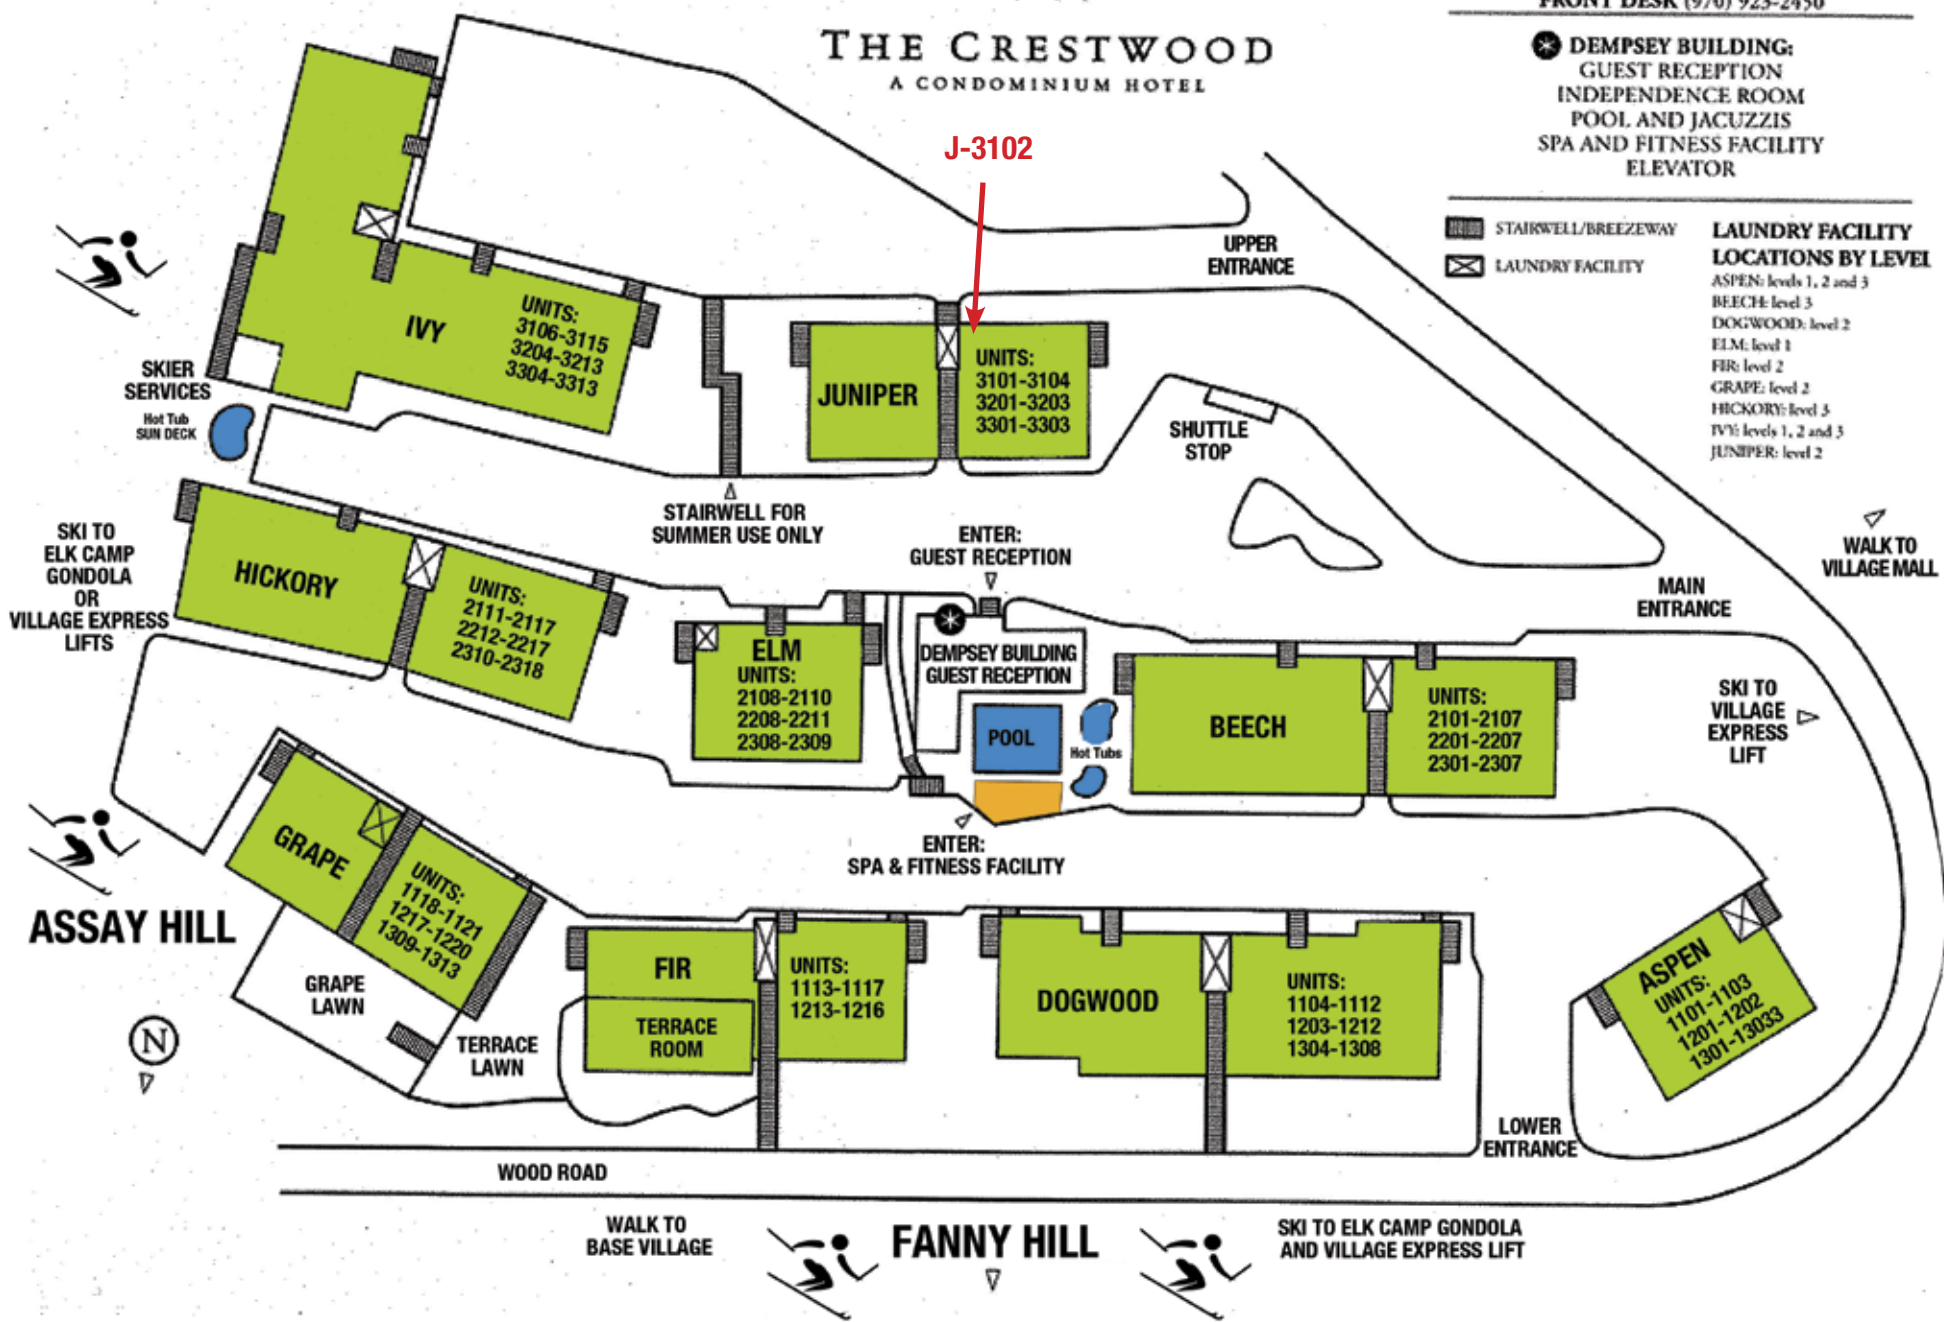 FRONT DESK (970) 923-2450
THE CRESTWOOD
A CONDOMINIUM HOTEL
DEMPSEY BUILDING:
GUEST RECEPTION
INDEPENDENCE ROOM
POOL AND JACUZZIS
SPA AND FITNESS FACILITY
ELEVATOR
STAIRWELL/BREEZEWAY
LAUNDRY FACILITY
LAUNDRY FACILITY
LOCATIONS BY LEVEL
ASPEN: levels 1, 2 and 3
BEECH: level 3
DOGWOOD: level 2
ELM: level 1
FIR: level 2
GRAPE: level 2
HICKORY: level 3
IVY: levels 1, 2 and 3
JUNIPER: level 2
J-3102
UPPER
ENTRANCE
IVY
UNITS:
3106-3115
3204-3213
3304-3313
JUNIPER
UNITS:
3101-3104
3201-3203
3301-3303
SKIER
SERVICES
Hot Tub
SUN DECK
SHUTTLE
STOP
STAIRWELL FOR
SUMMER USE ONLY
ENTER:
GUEST RECEPTION
SKI TO
ELK CAMP
GONDOLA
OR
VILLAGE EXPRESS
LIFTS
HICKORY
UNITS:
2111-2117
2212-2217
2310-2318
WALK TO
VILLAGE MALL
MAIN
ENTRANCE
ELM
UNITS:
2108-2110
2208-2211
2308-2309
DEMPSEY BUILDING
GUEST RECEPTION
POOL
Hot Tubs
BEECH
UNITS:
2101-2107
2201-2207
2301-2307
SKI TO
VILLAGE
EXPRESS
LIFT
ENTER:
SPA & FITNESS FACILITY
GRAPE
UNITS:
1118-1121
1217-1220
1309-1313
ASSAY HILL
GRAPE
LAWN
N
TERRACE
LAWN
FIR
TERRACE
ROOM
UNITS:
1113-1117
1213-1216
DOGWOOD
UNITS:
1104-1112
1203-1212
1304-1308
ASPEN
UNITS:
1101-1103
1201-1202
1301-13033
LOWER
ENTRANCE
WOOD ROAD
WALK TO
BASE VILLAGE
FANNY HILL
SKI TO ELK CAMP GONDOLA
AND VILLAGE EXPRESS LIFT